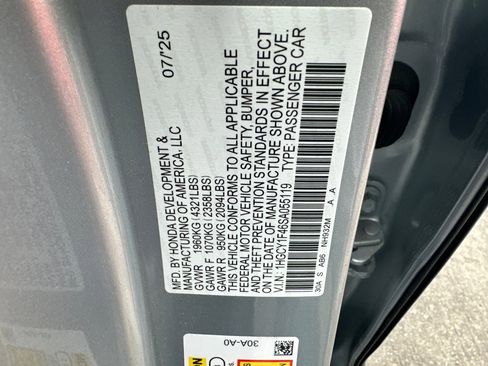 MFD. BY HONDA DEVELOPMENT & 07/'25
MANUFACTURING OF AMERICA, LLC
GVWR 1960KG(4321LBS)
GAWR F 1070KG(2358LBS)
GAWR R 950KG(2094LBS)
THIS VEHICLE CONFORMS TO ALL APPLICABLE
FEDERAL MOTOR VEHICLE SAFETY, BUMPER,
AND THEFT PREVENTION STANDARDS IN EFFECT
ON THE DATE OF MANUFACTURE SHOWN ABOVE.
V.I.N.: 1HGCY1F46SA055119 TYPE: PASSENGER CAR
30A S AB6 NH932M A A
30A-A0